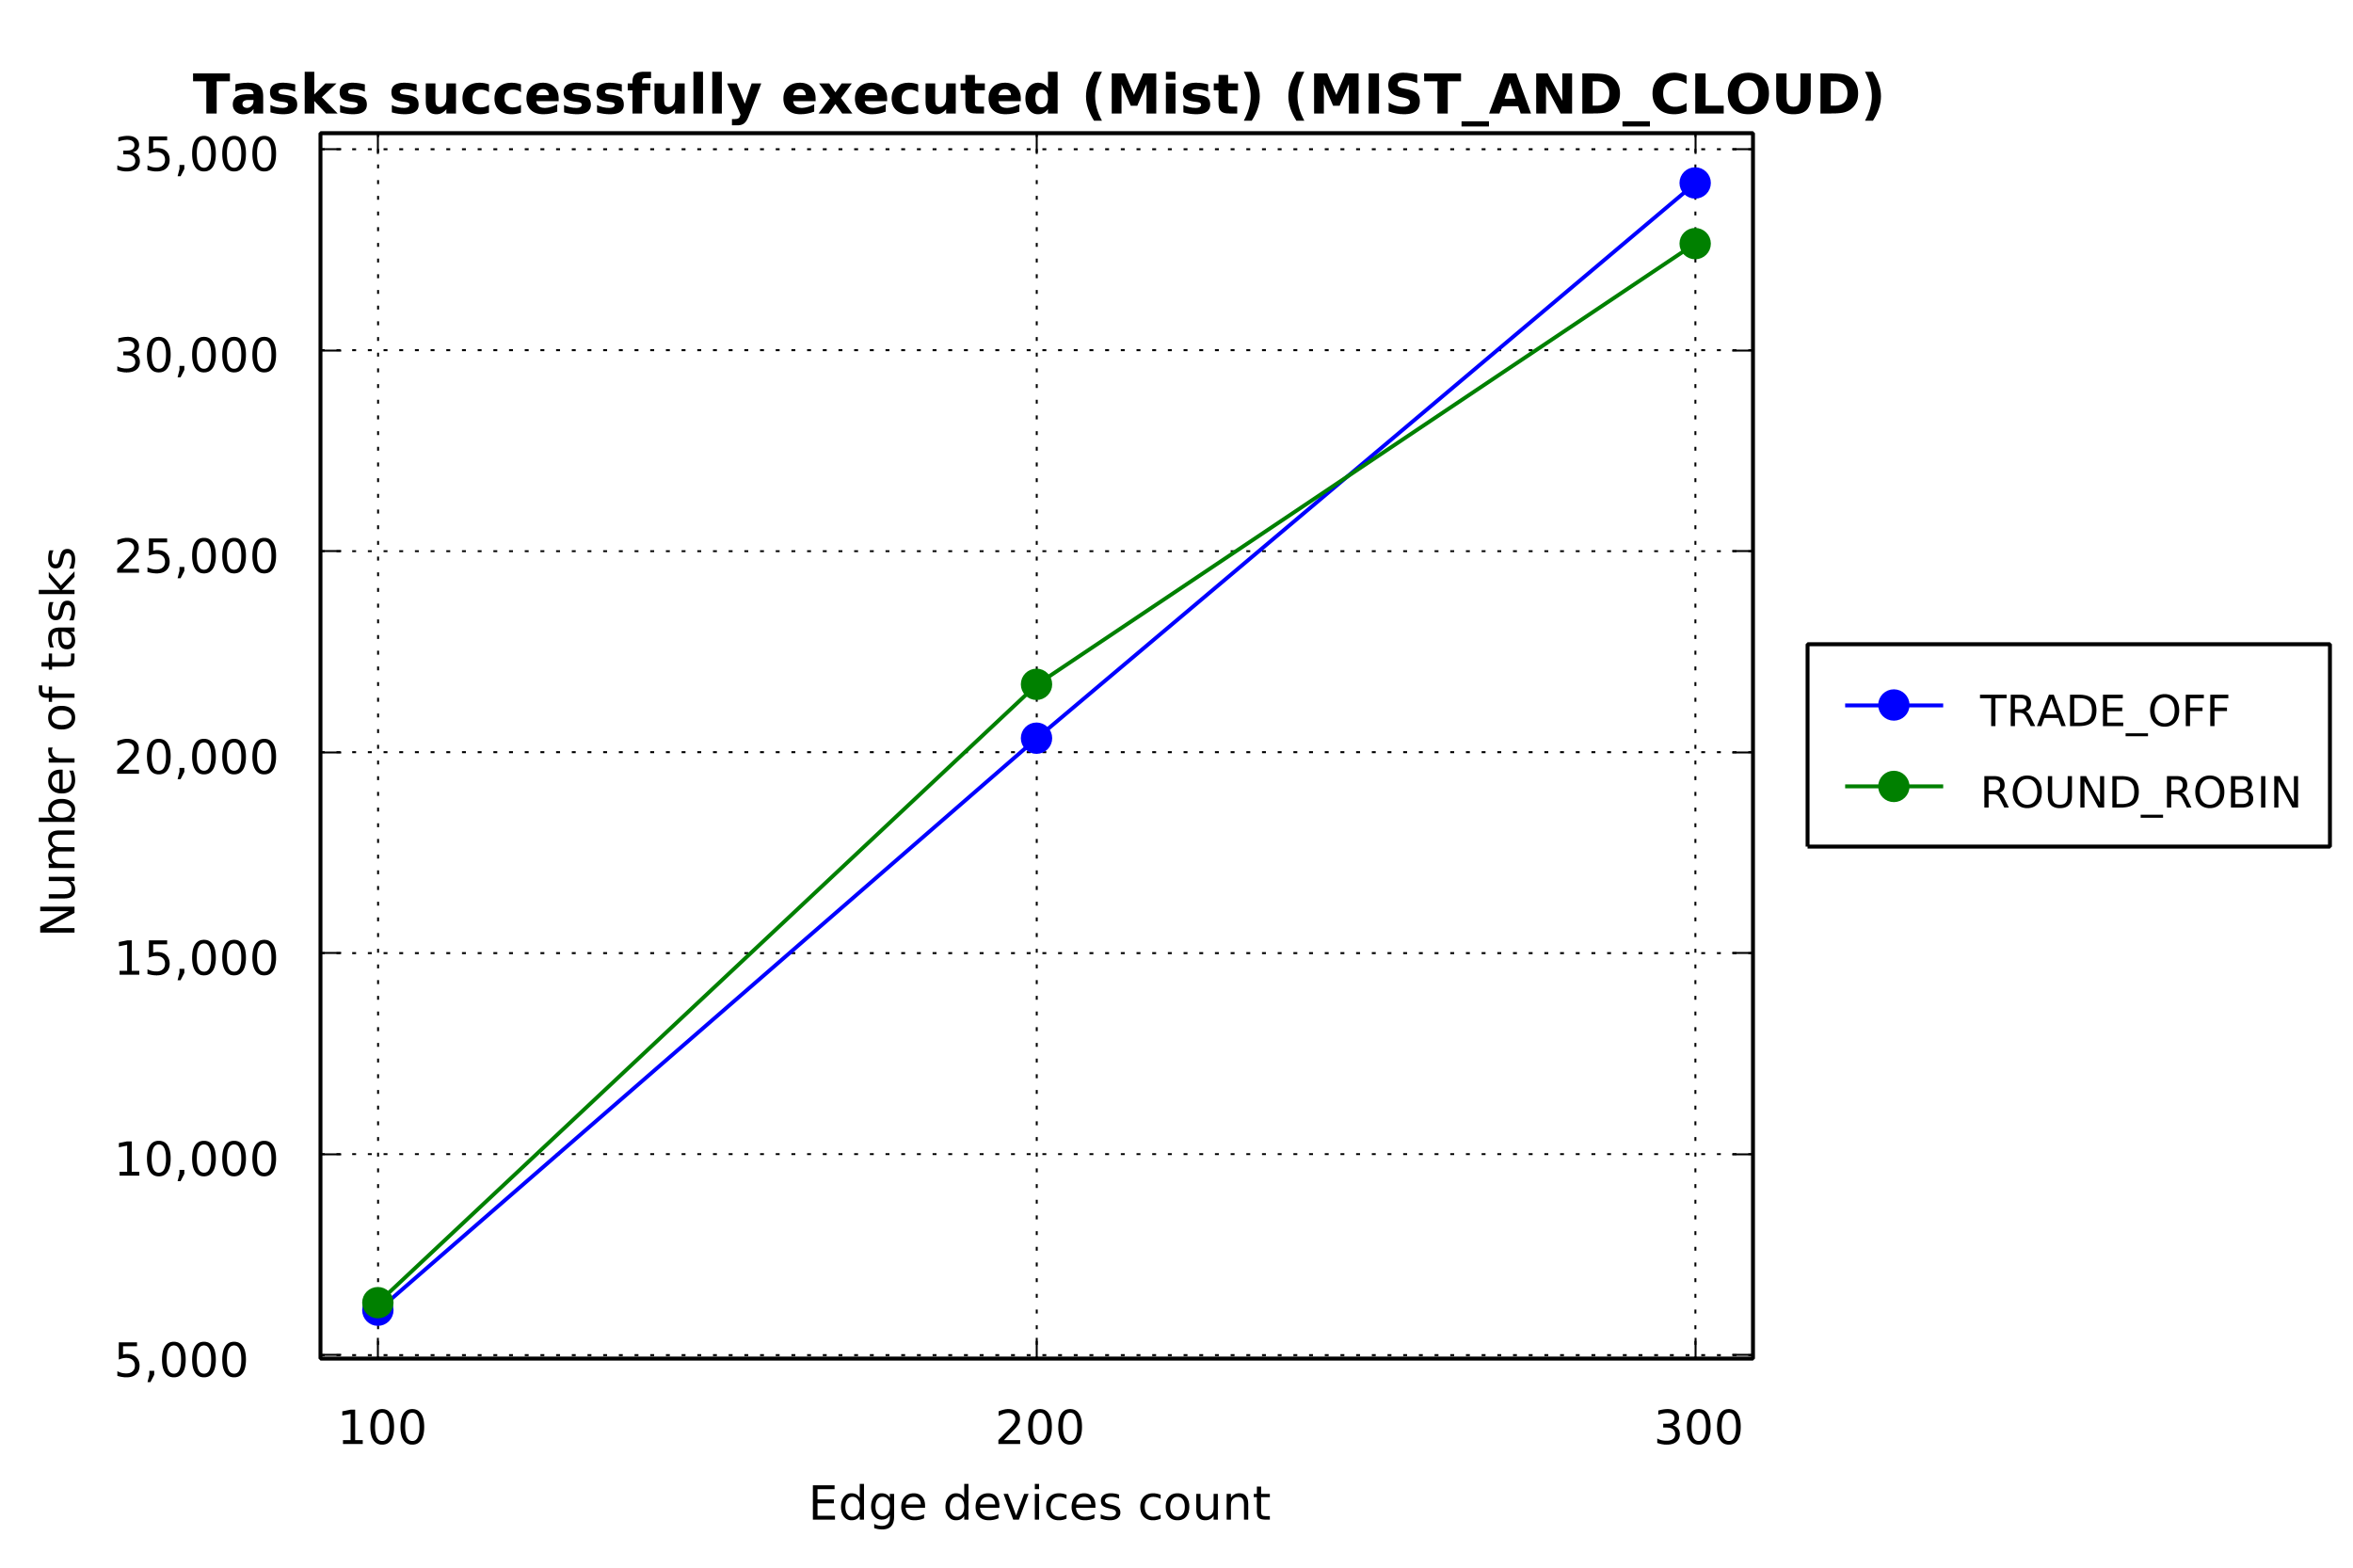 Tasks successfully executed (Mist) (MIST_AND_CLOUD)
35,000
30,000
25,000
20,000
15,000
10,000
5,000
Number of tasks
100
200
300
Edge devices count
TRADE_OFF
ROUND_ROBIN